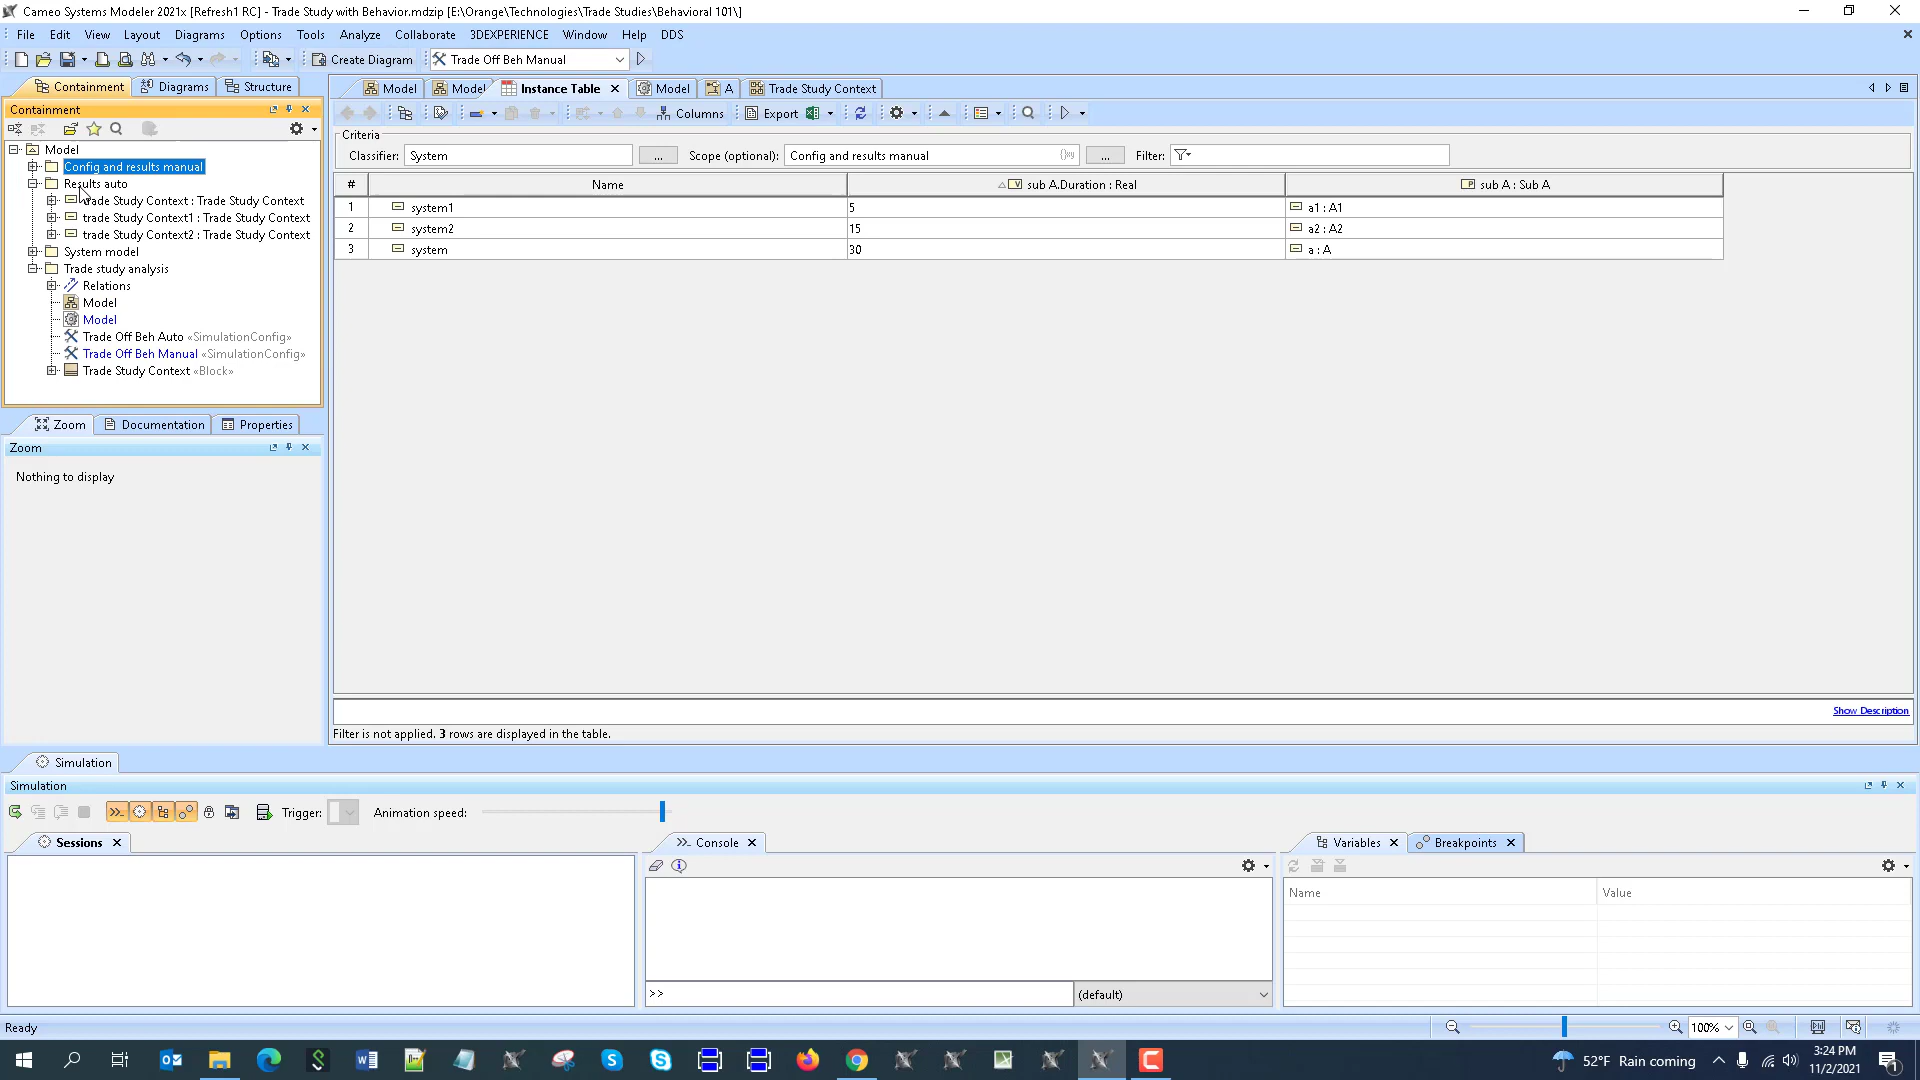 Cameo Systems Modeler 2021x [Refresh1 RC] - Trade Study with Behavior.mdzip [E:\Orange\Technologies\Trade Studies\Behavioral 101\]
File Edit View Layout Diagrams Options Tools Analyze Collaborate 3DEXPERIENCE Window Help DDS
Create Diagram Trade Off Beh Manual
Containment Diagrams Structure
Model Model Instance Table Model A Trade Study Context
Containment
Columns Export
Criteria
Classifier: System ... Scope (optional): Config and results manual ... Filter:
Model
Config and results manual
Results auto
trade Study Context : Trade Study Context
trade Study Context1 : Trade Study Context
trade Study Context2 : Trade Study Context
System model
Trade study analysis
Relations
Model
Model
Trade Off Beh Auto «SimulationConfig»
Trade Off Beh Manual «SimulationConfig»
Trade Study Context «Block»
# Name sub A.Duration : Real sub A : Sub A
1 system1 5 a1 : A1
2 system2 15 a2 : A2
3 system 30 a : A
Zoom Documentation Properties
Zoom
Nothing to display
Show Description
Filter is not applied. 3 rows are displayed in the table.
Simulation
Simulation
Trigger: Animation speed:
Sessions Console Variables Breakpoints
Name Value
>> (default)
Ready 100%
52°F Rain coming 3:24 PM
11/2/2021